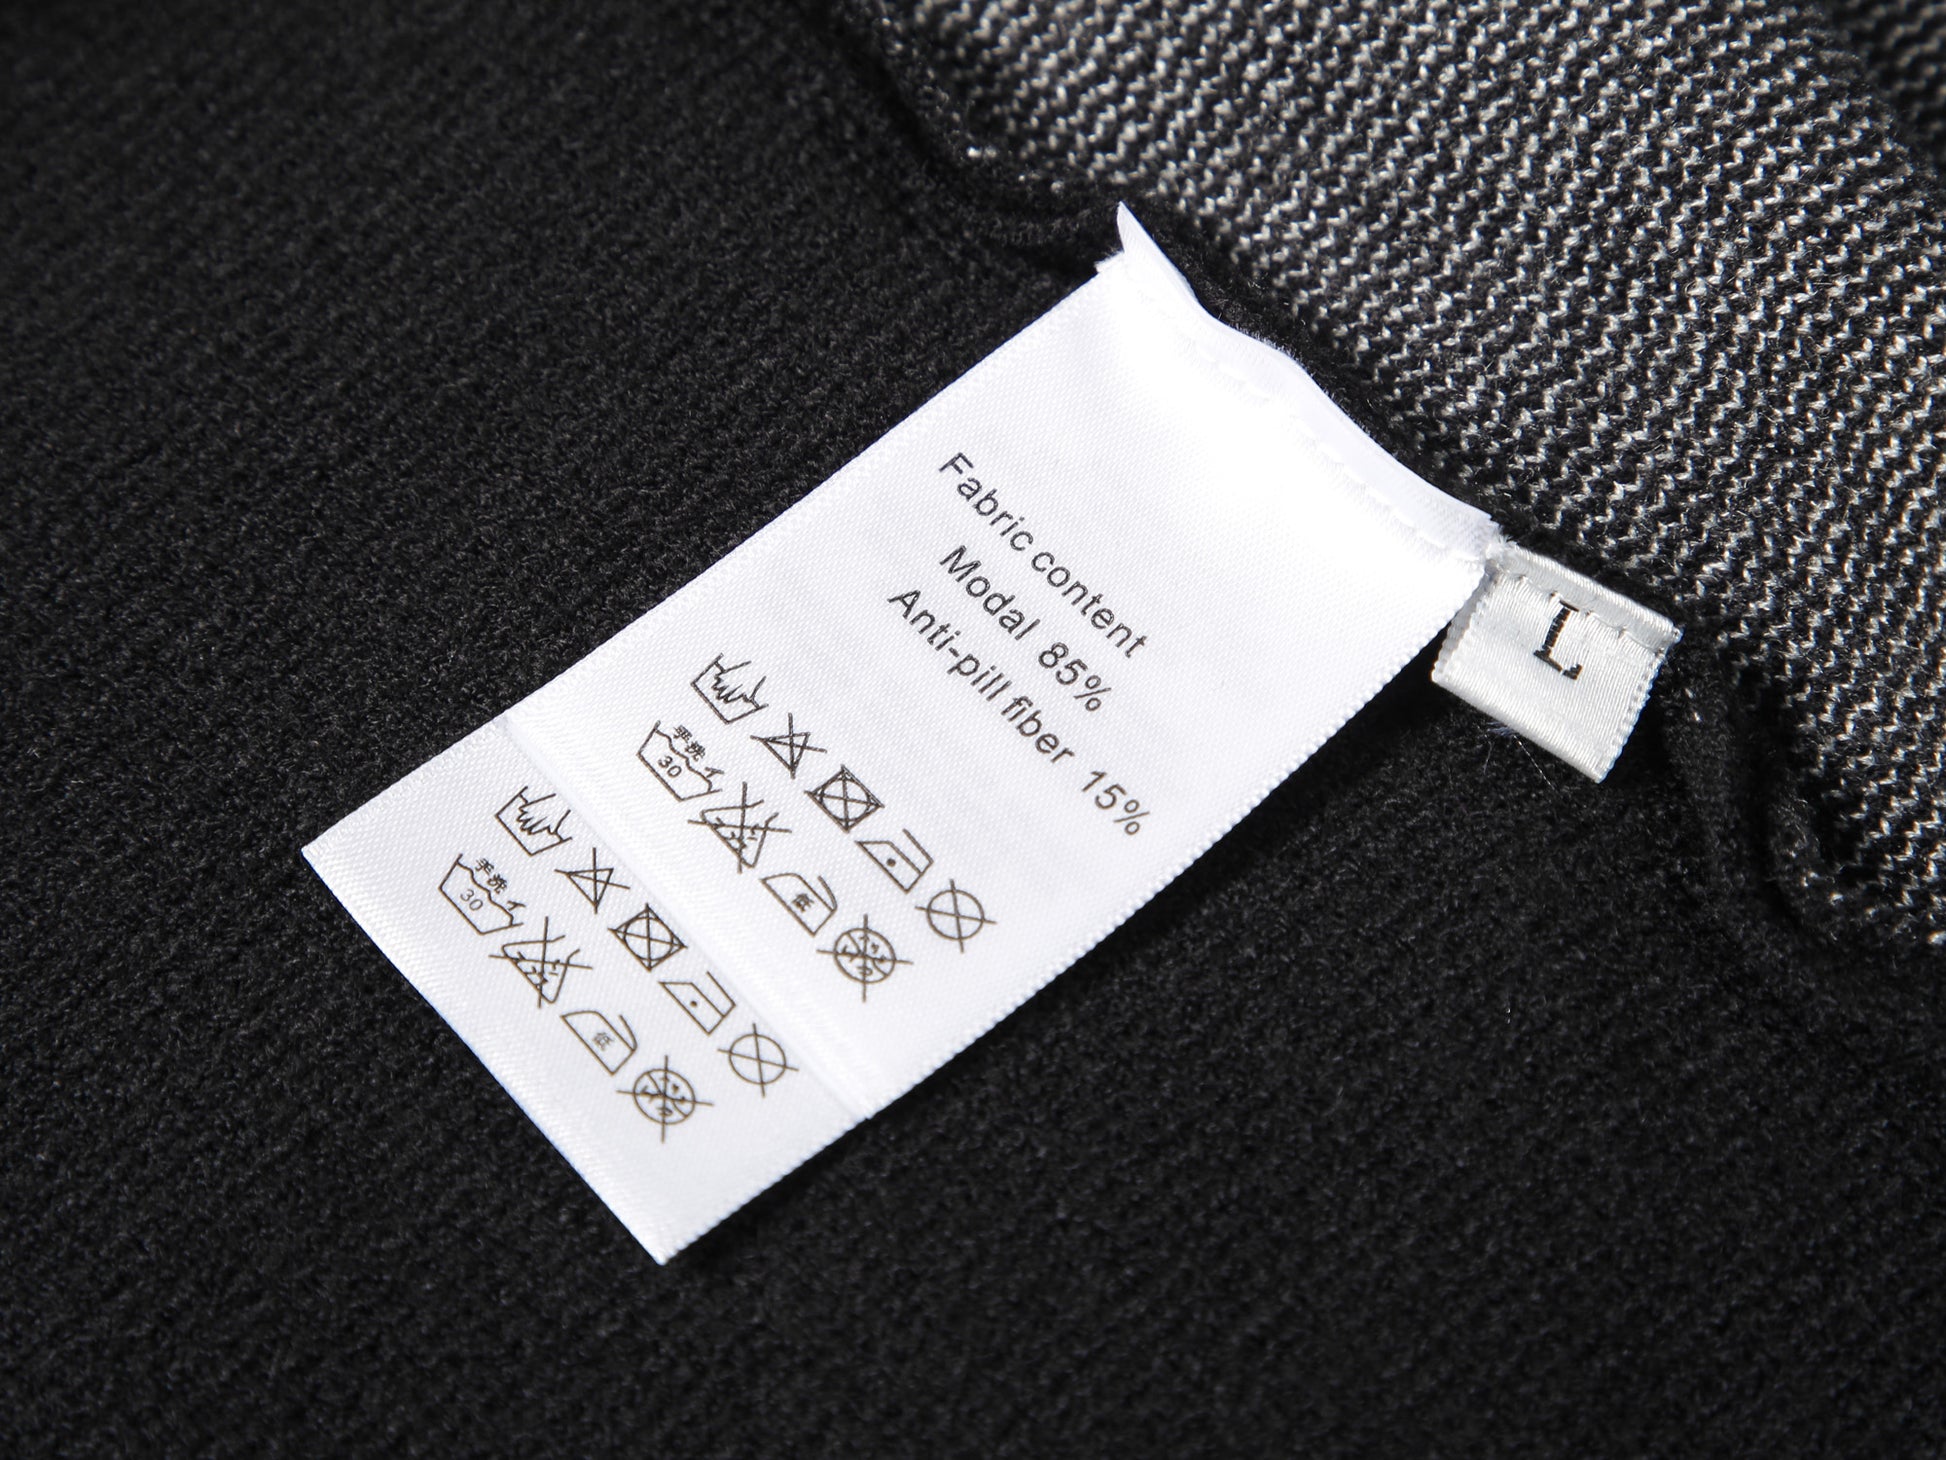 Fabric content
Modal 85%
Anti-pill fiber 15%
手洗
30
低
手洗
30
低
L